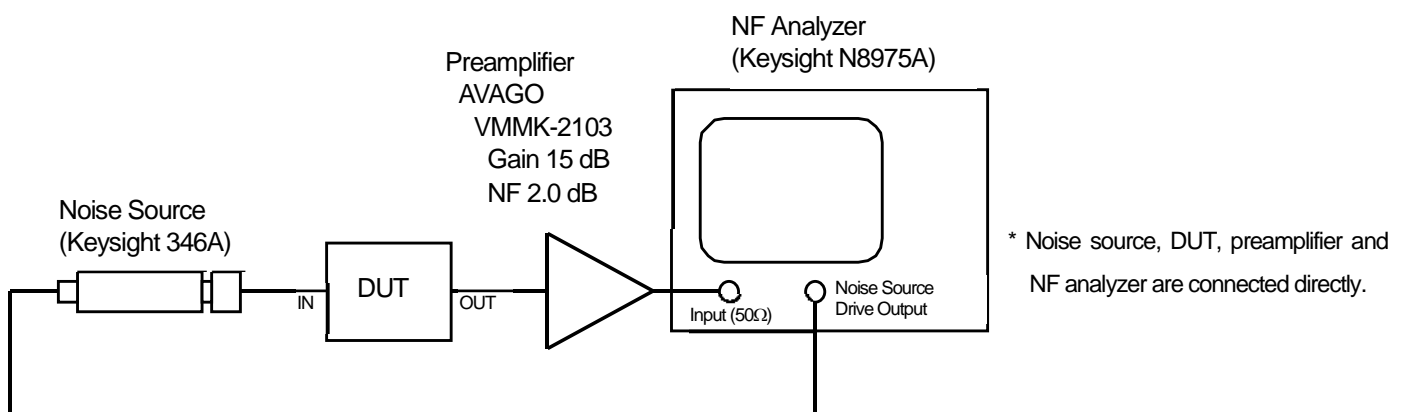 NF Analyzer
(Keysight N8975A)
Preamplifier
AVAGO
VMMK-2103
Gain 15 dB
NF 2.0 dB
Noise Source
(Keysight 346A)
IN
DUT
OUT
Input (50Ω)
Noise Source
Drive Output
* Noise source, DUT, preamplifier and
NF analyzer are connected directly.